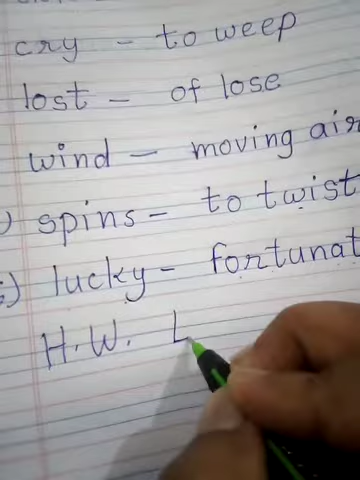 cry - to weep
lost - of lose
wind - moving air
) spins - to twist
) lucky - fortunat
H.W. L